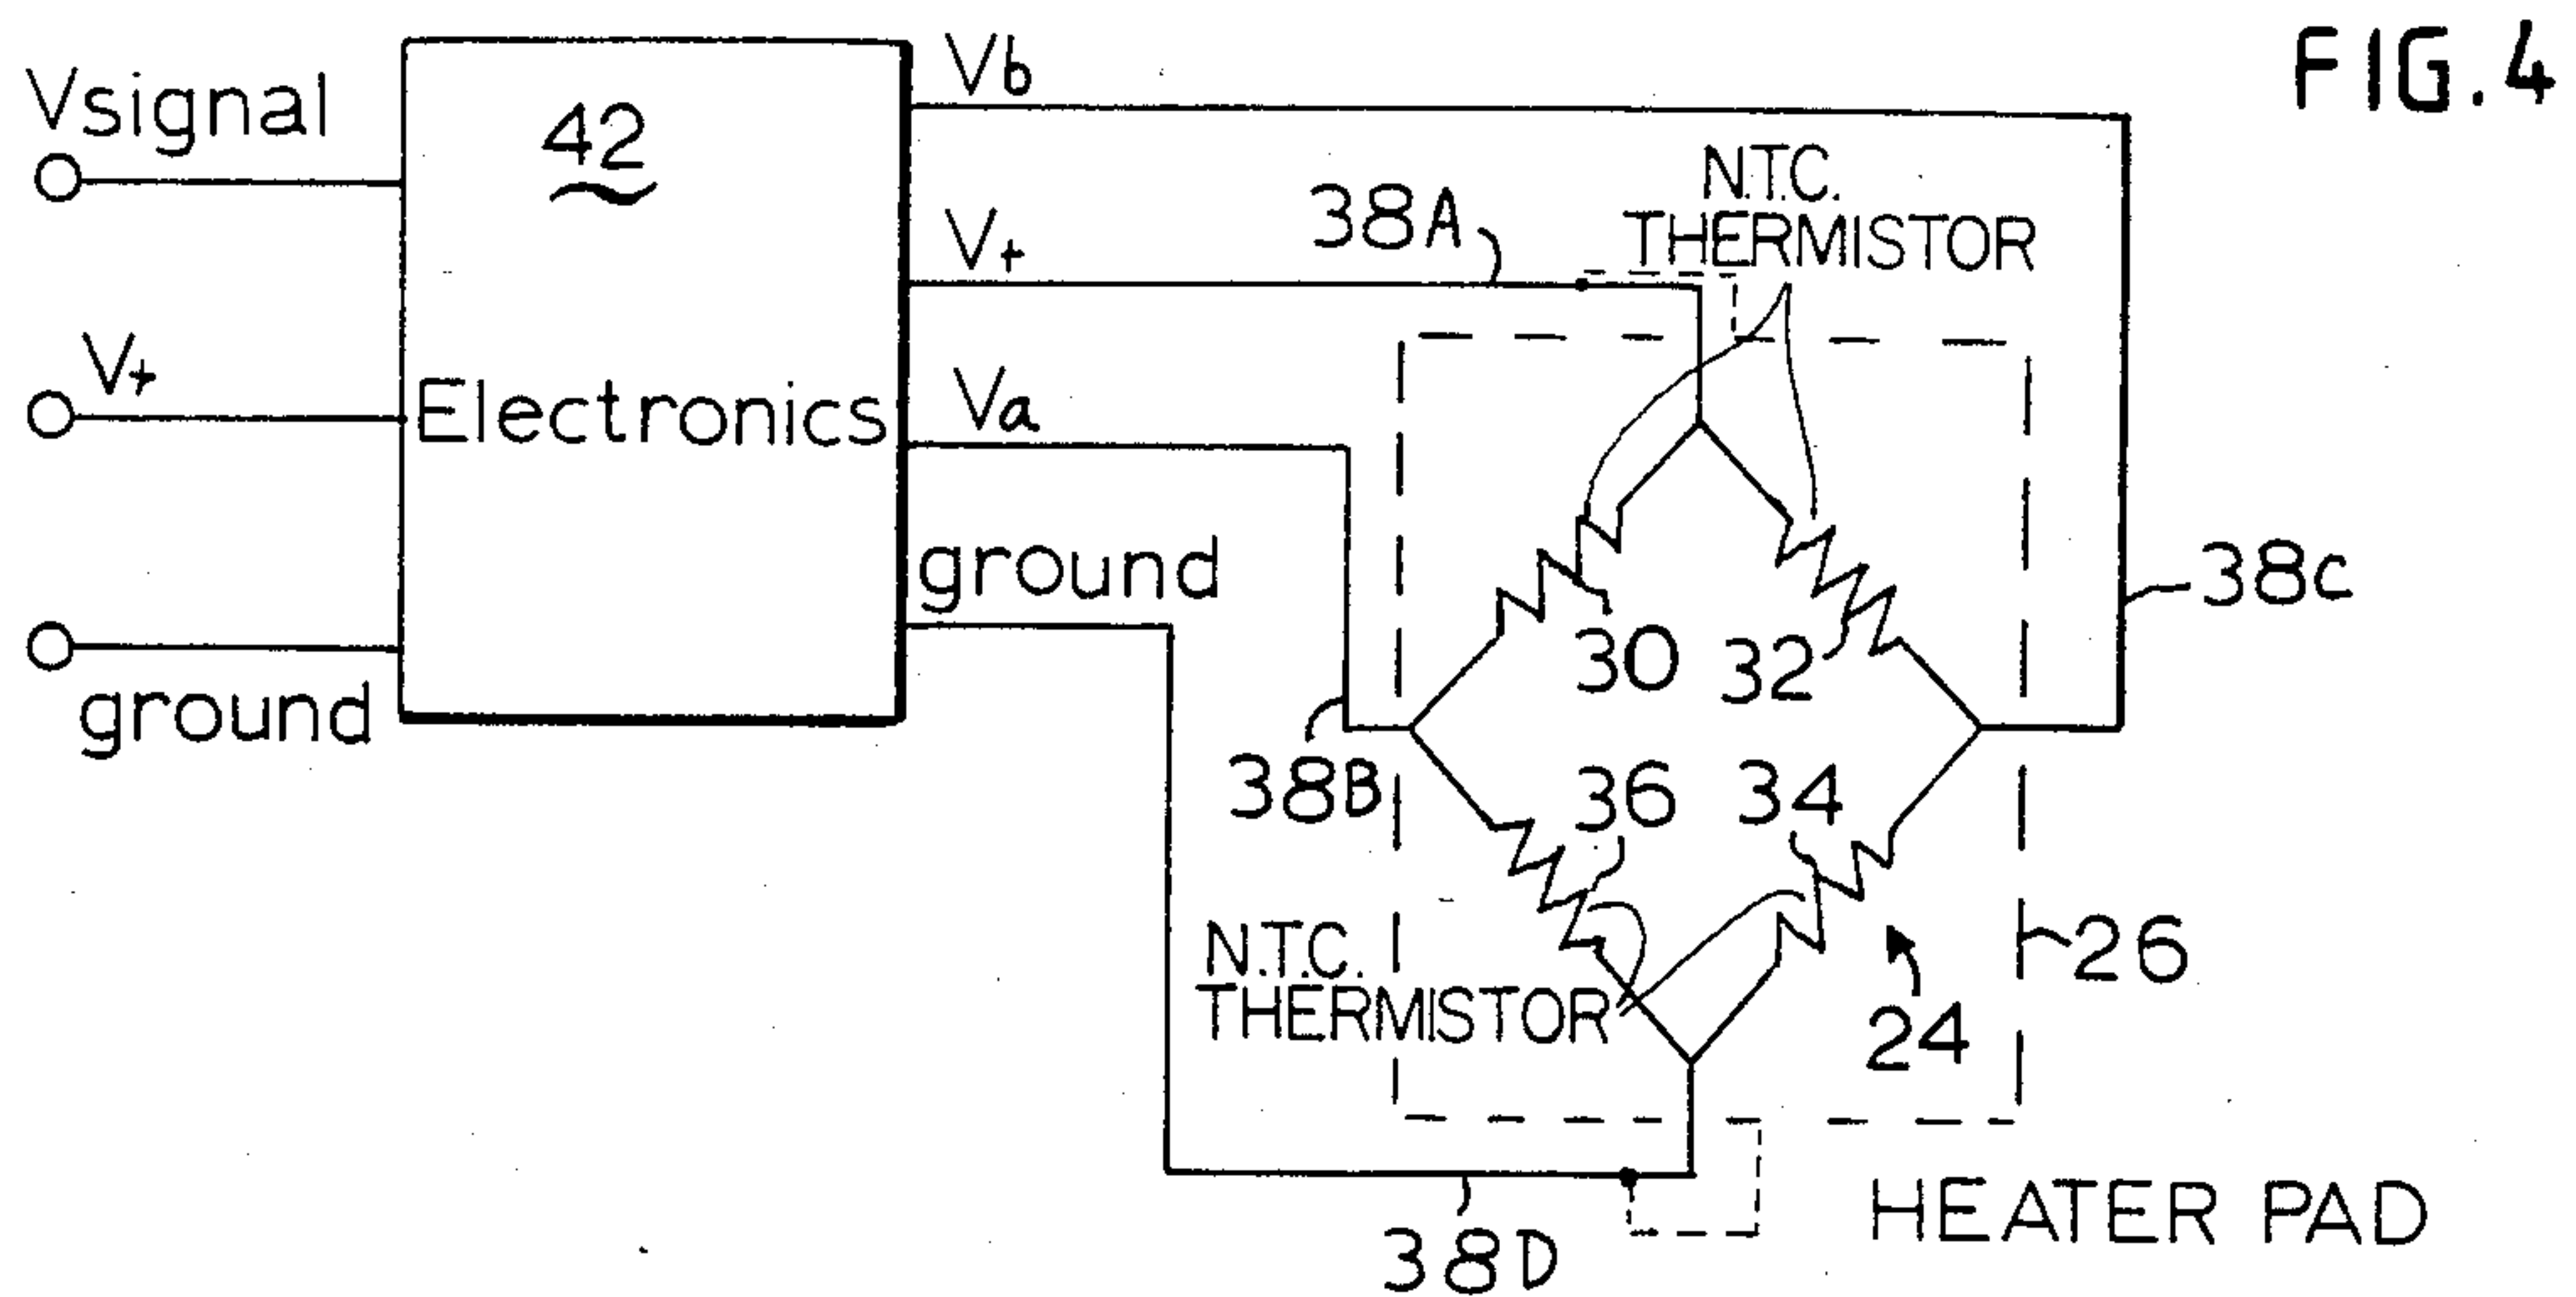 FIG. 4
Vsignal
42
Vb
N.T.C.
THERMISTOR
38A
V+
V+
Electronics
Va
ground
38C
30
32
ground
38B
36
34
N.T.C.
THERMISTOR
26
24
HEATER PAD
38D